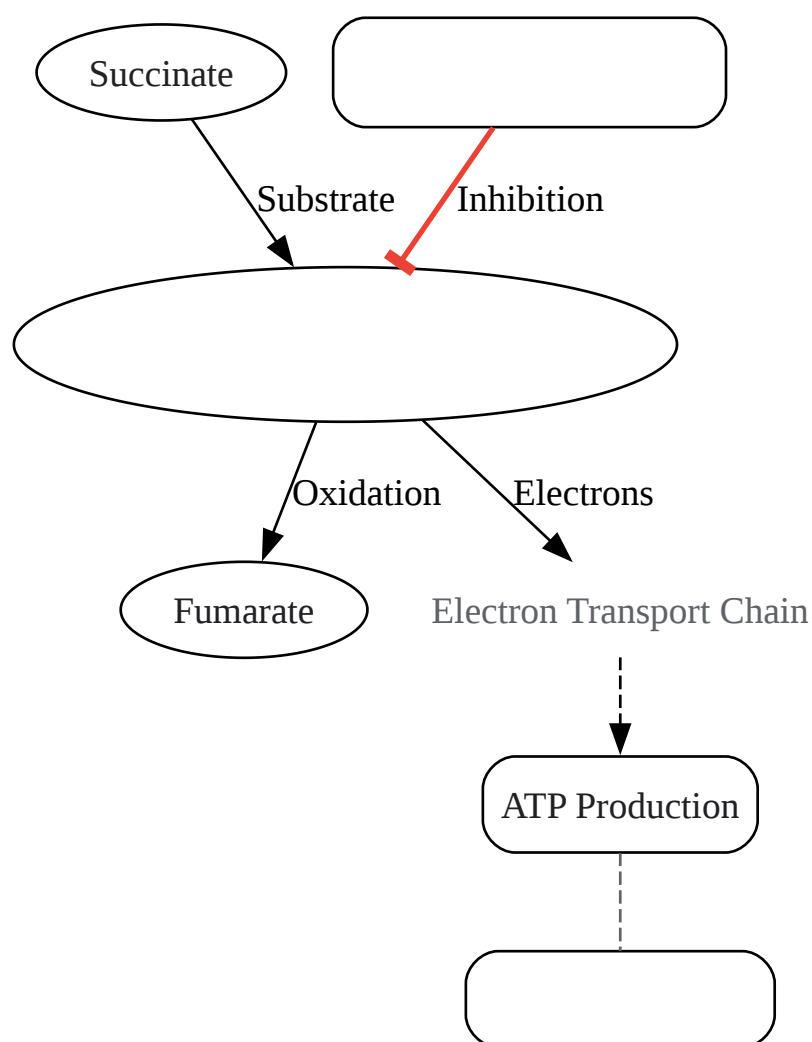 Succinate
Substrate
Inhibition
Oxidation
Electrons
Fumarate
Electron Transport Chain
ATP Production